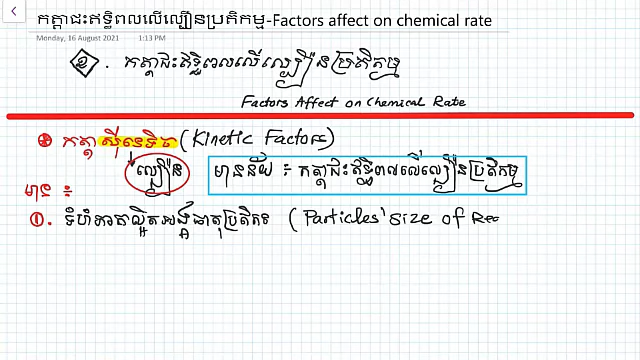 កត្តាជះឥទ្ធិពលលើល្បឿនប្រតិកម្ម-Factors affect on chemical rate
Monday, 16 August 2021 1:13 PM
ខ . កត្តាជះឥទ្ធិពលលើល្បឿនប្រតិកម្ម
Factors Affect on Chemical Rate
កត្តាស៊ីនេទិច (Kinetic Factors)
ល្បឿន មានន័យ ៖ កត្តាជះឥទ្ធិពលលើល្បឿនប្រតិកម្ម
មាន ៖
1. ទំហំភាគល្អិតអង្គធាតុប្រតិករ (Particles' size of Rec